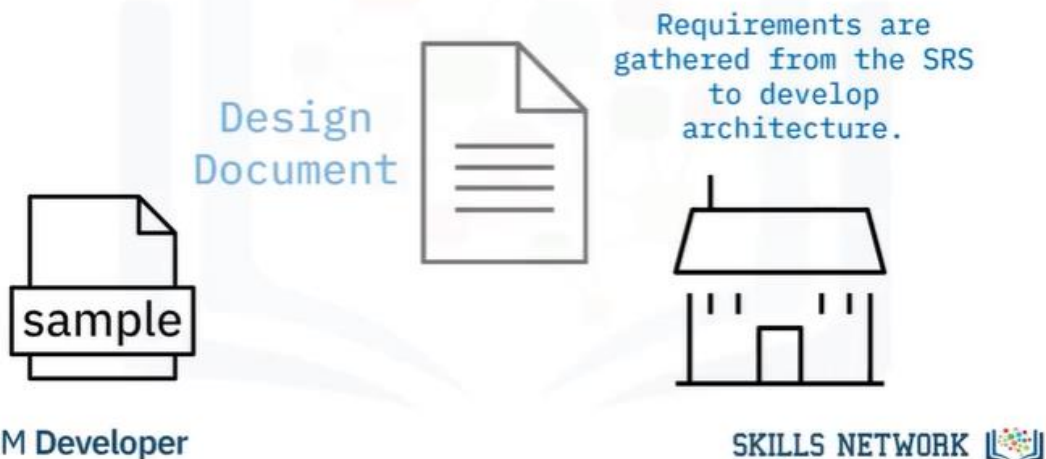 Requirements are
gathered from the SRS
to develop
architecture.
Design
Document
sample
M Developer
SKILLS NETWORK